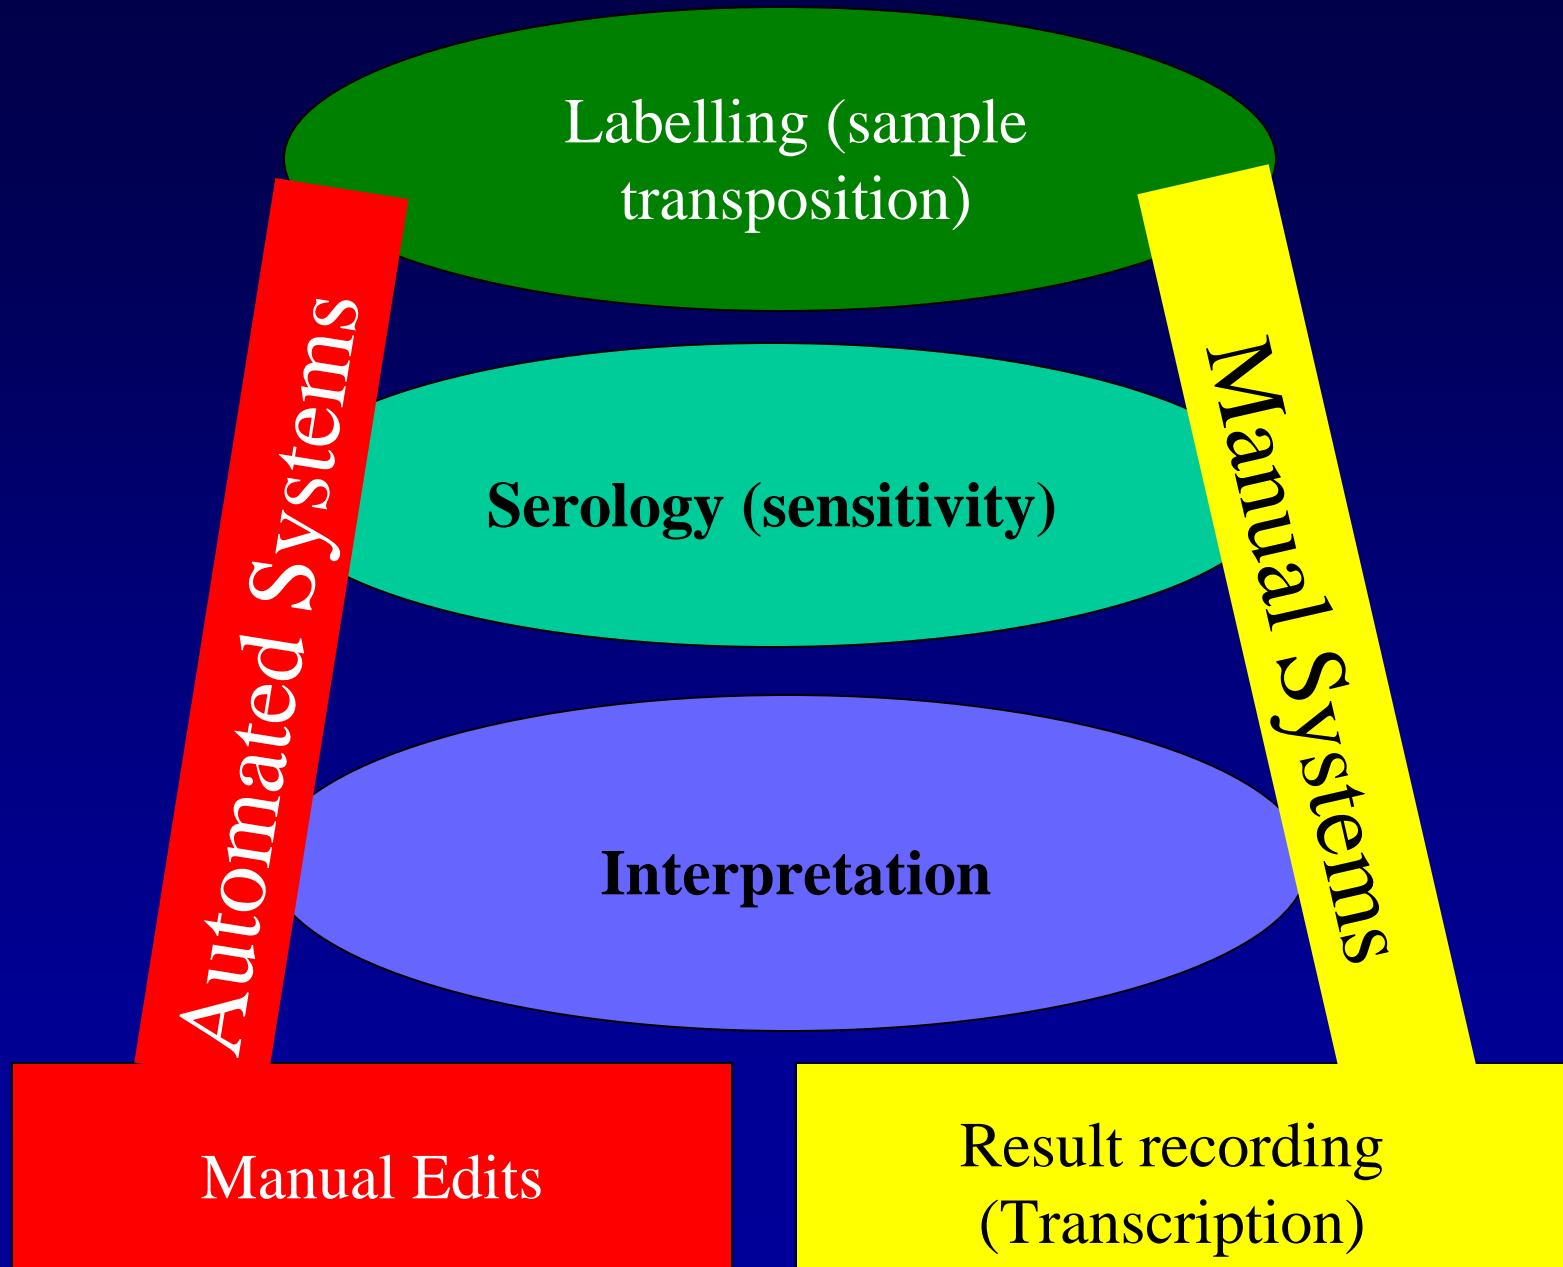 Labelling (sample
transposition)
Automated Systems
Manual Systems
Serology (sensitivity)
Interpretation
Manual Edits
Result recording
(Transcription)